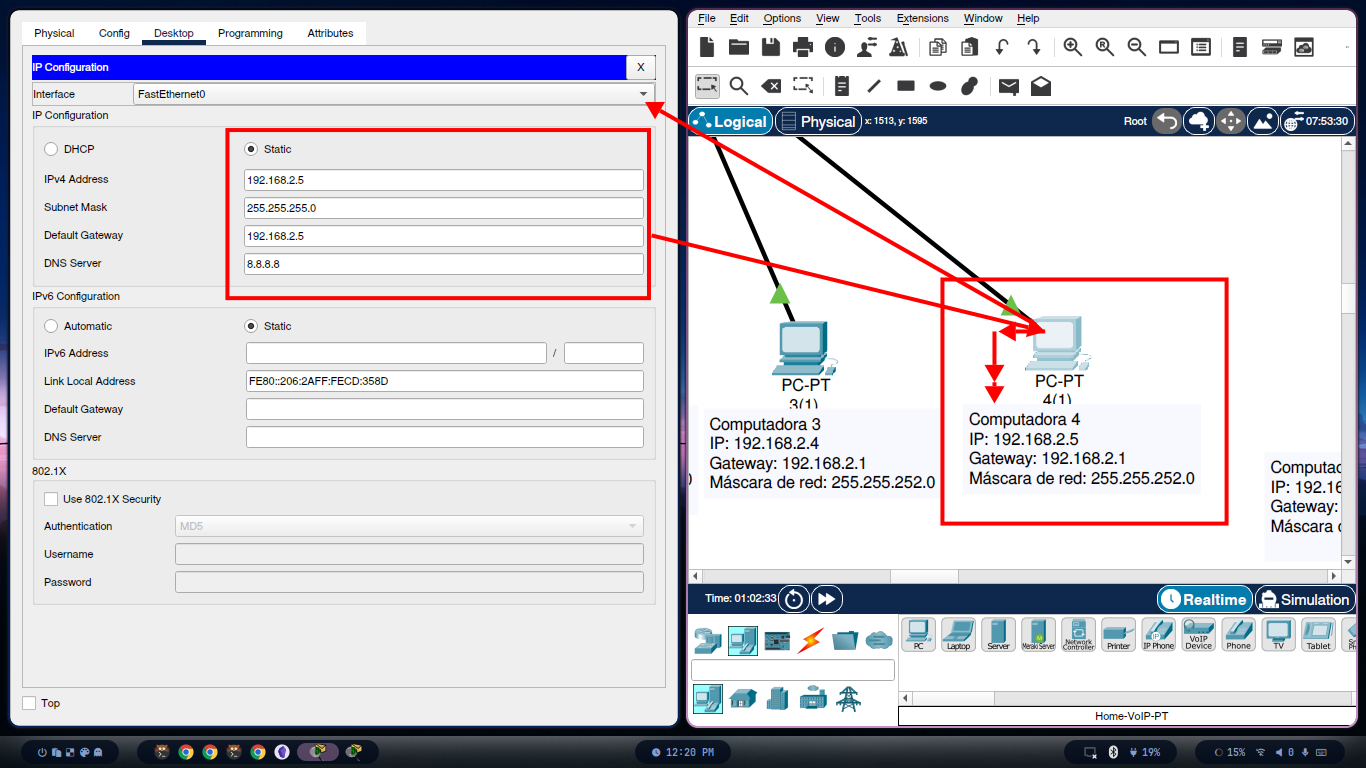 Physical Config Desktop Programming Attributes
IP Configuration X
Interface FastEthernet0
IP Configuration
DHCP Static
IPv4 Address 192.168.2.5
Subnet Mask 255.255.255.0
Default Gateway 192.168.2.5
DNS Server 8.8.8.8
IPv6 Configuration
Automatic Static
IPv6 Address /
Link Local Address FE80::206:2AFF:FECD:358D
Default Gateway
DNS Server
802.1X
Use 802.1X Security
Authentication MD5
Username
Password
Top
File Edit Options View Tools Extensions Window Help
Logical Physical x: 1513, y: 1595 Root 07:53:30
PC-PT
3(1)
Computadora 3
IP: 192.168.2.4
Gateway: 192.168.2.1
Máscara de red: 255.255.252.0
PC-PT
4(1)
Computadora 4
IP: 192.168.2.5
Gateway: 192.168.2.1
Máscara de red: 255.255.252.0
IP: 192.16
Gateway:
Máscara
Time: 01:02:33 Realtime Simulation
PC Laptop Server Meraki Server Network Controller Printer IP Phone VoIP Device Phone TV Tablet
Home-VoIP-PT
12:20 PM 19% 15% 0